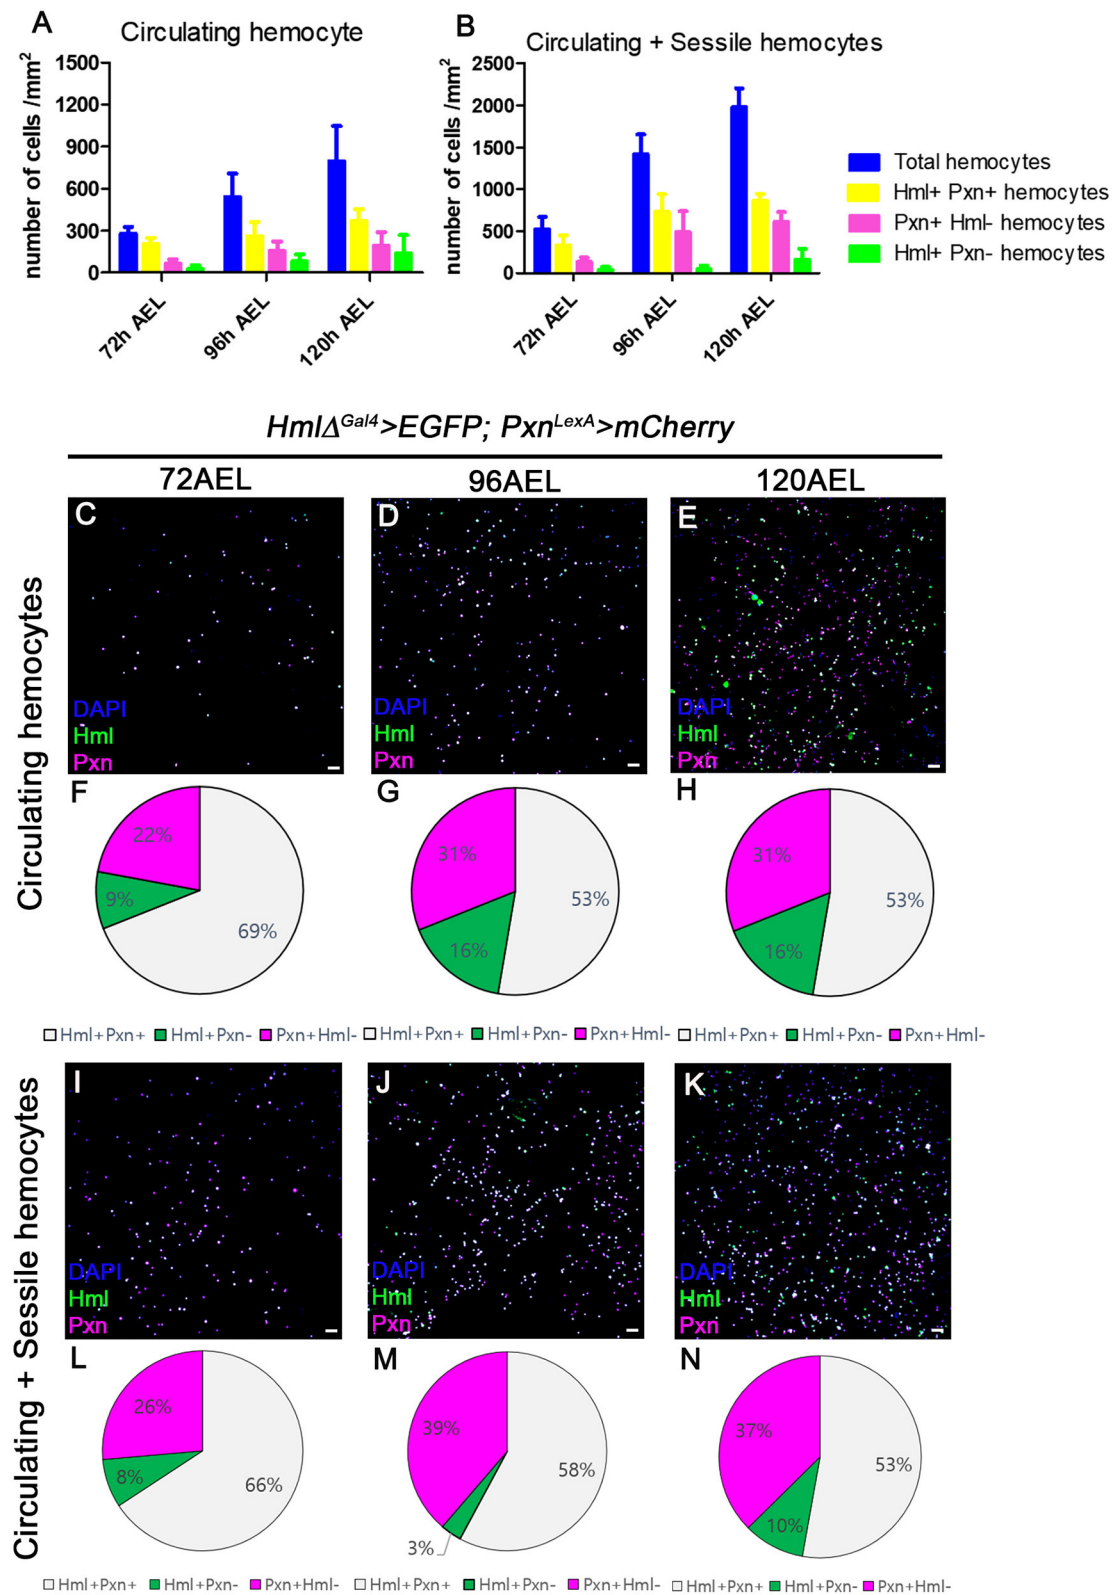 A
Circulating hemocyte
number of cells /mm²
1500
1200
900
600
300
0
72h AEL
96h AEL
120h AEL
B
Circulating + Sessile hemocytes
number of cells /mm²
2500
2000
1500
1000
500
0
72h AEL
96h AEL
120h AEL
Total hemocytes
Hml+ Pxn+ hemocytes
Pxn+ Hml- hemocytes
Hml+ Pxn- hemocytes
HmlΔGal4>EGFP; PxnLexA>mCherry
72AEL
96AEL
120AEL
Circulating hemocytes
C
DAPI
Hml
Pxn
D
DAPI
Hml
Pxn
E
DAPI
Hml
Pxn
F
22%
9%
69%
G
31%
53%
16%
H
31%
53%
16%
Hml+Pxn+ Hml+Pxn- Pxn+Hml- Hml+Pxn+ Hml+Pxn- Pxn+Hml- Hml+Pxn+ Hml+Pxn- Pxn+Hml-
Circulating + Sessile hemocytes
I
DAPI
Hml
Pxn
J
DAPI
Hml
Pxn
K
DAPI
Hml
Pxn
L
26%
8%
66%
M
39%
58%
3%
N
37%
53%
10%
Hml+Pxn+ Hml+Pxn- Pxn+Hml- Hml+Pxn+ Hml+Pxn- Pxn+Hml- Hml+Pxn+ Hml+Pxn- Pxn+Hml-